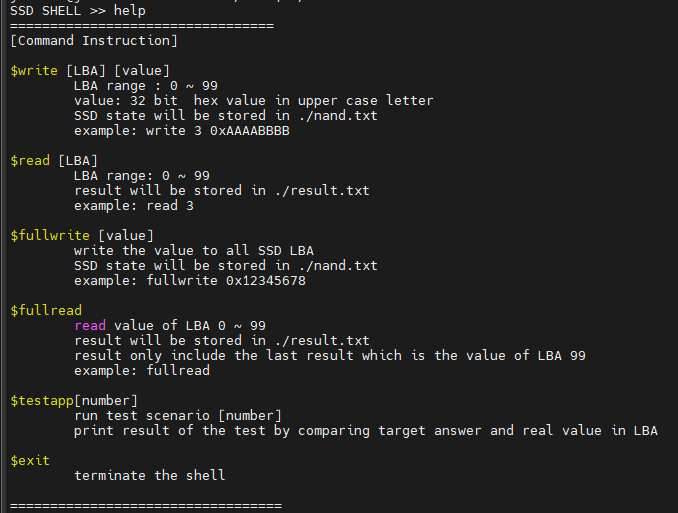 SSD SHELL >> help
=================================
[Command Instruction]
$write [LBA] [value]
LBA range : 0 ~ 99
value: 32 bit  hex value in upper case letter
SSD state will be stored in ./nand.txt
example: write 3 0xAAAABBBB
$read [LBA]
LBA range: 0 ~ 99
result will be stored in ./result.txt
example: read 3
$fullwrite [value]
write the value to all SSD LBA
SSD state will be stored in ./nand.txt
example: fullwrite 0x12345678
$fullread
read value of LBA 0 ~ 99
result will be stored in ./result.txt
result only include the last result which is the value of LBA 99
example: fullread
$testapp[number]
run test scenario [number]
print result of the test by comparing target answer and real value in LBA
$exit
terminate the shell
==================================